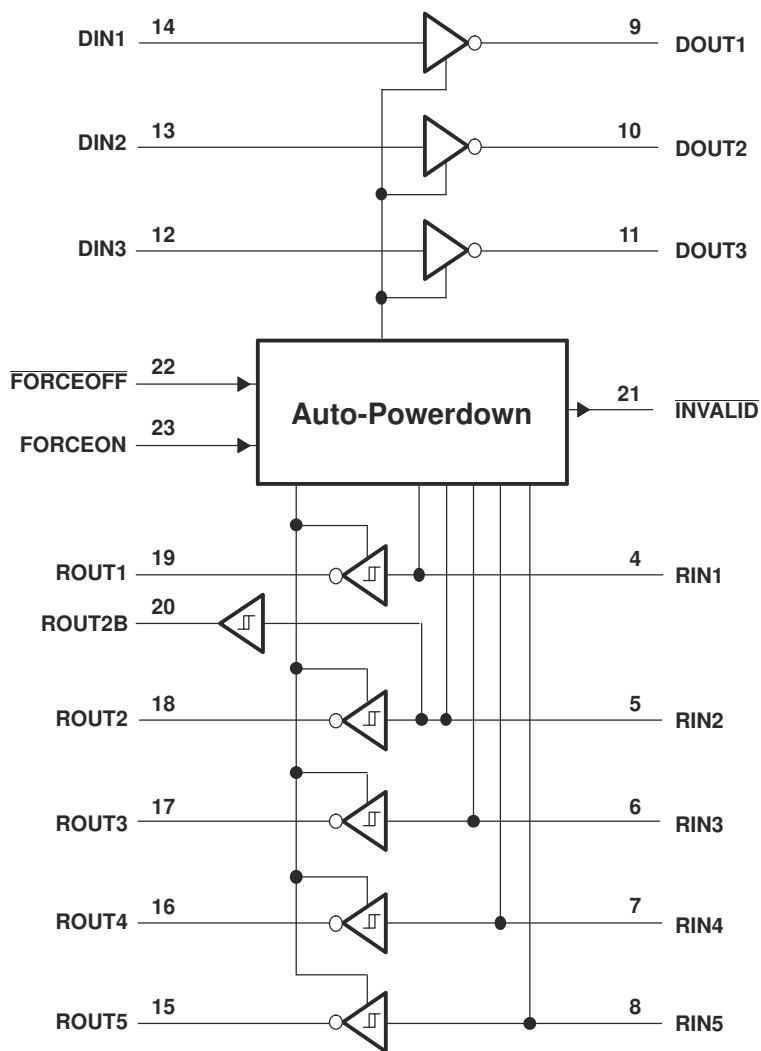 DIN1 14 9 DOUT1
DIN2 13 10 DOUT2
DIN3 12 11 DOUT3
FORCEOFF 22
Auto-Powerdown
21 INVALID
FORCEON 23
ROUT1 19 4 RIN1
ROUT2B 20
ROUT2 18 5 RIN2
ROUT3 17 6 RIN3
ROUT4 16 7 RIN4
ROUT5 15 8 RIN5